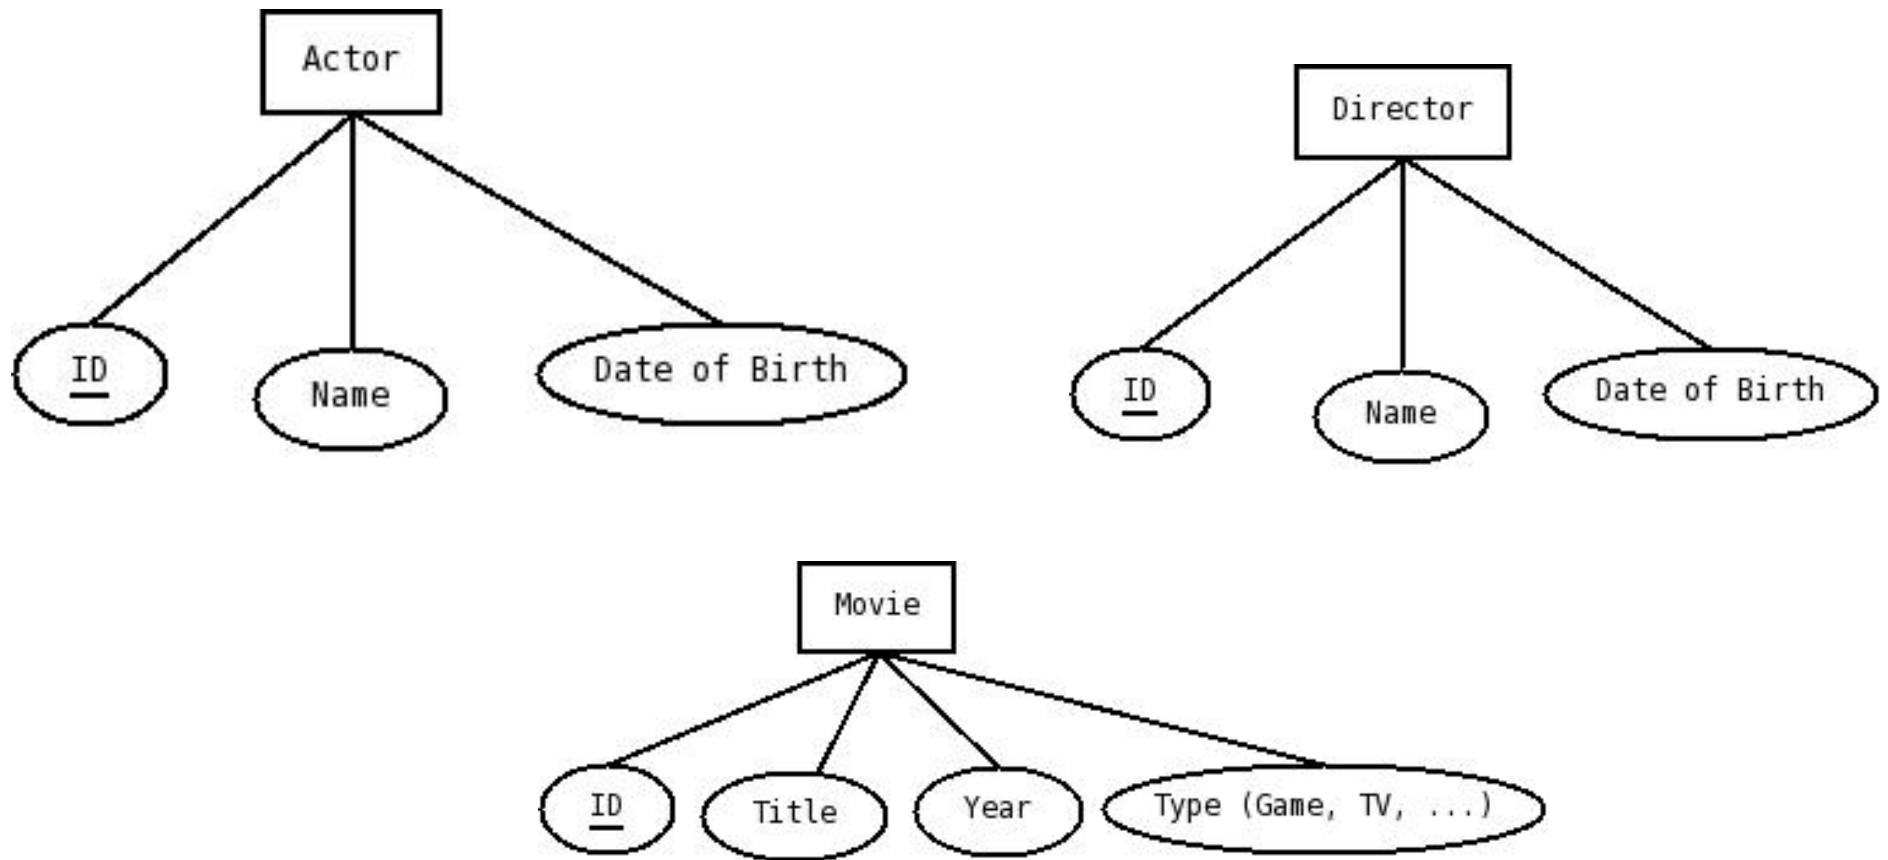 Actor
ID
Name
Date of Birth
Director
ID
Name
Date of Birth
Movie
ID
Title
Year
Type (Game, TV, ...)